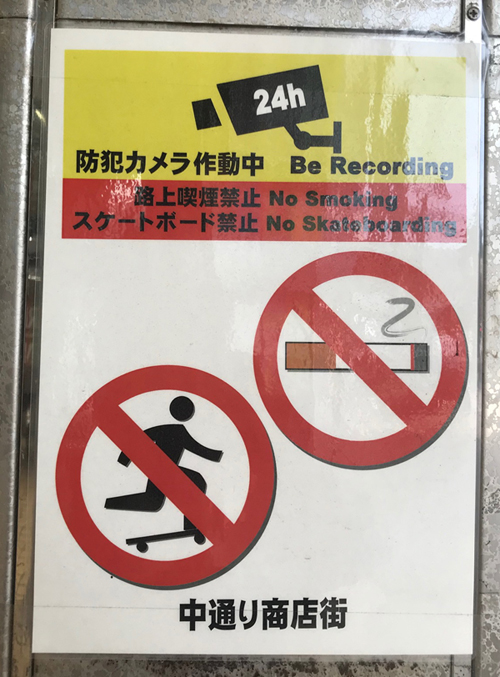 24h
防犯カメラ作動中 Be Recording
路上喫煙禁止 No Smoking
スケートボード禁止 No Skateboarding
中通り商店街